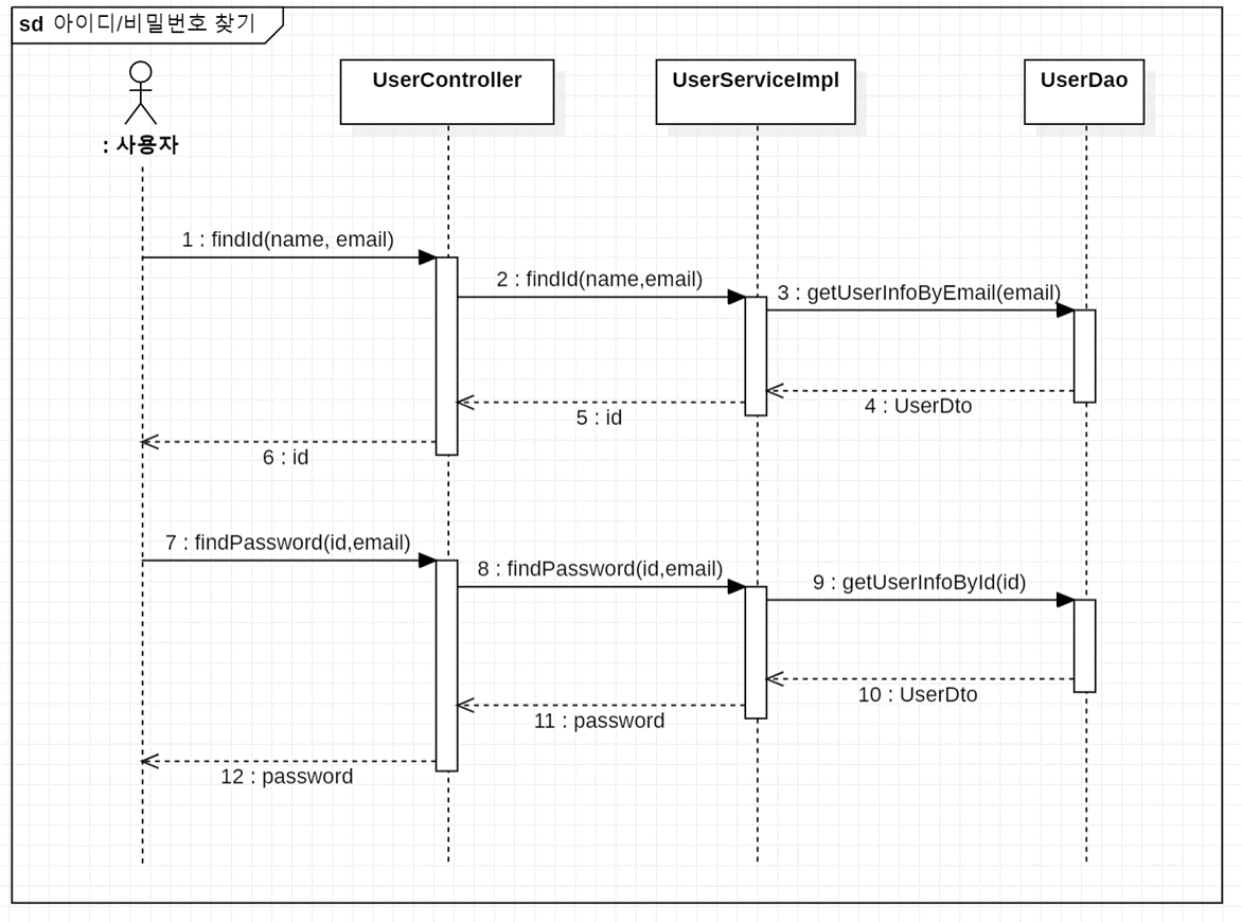 sd 아이디/비밀번호 찾기
: 사용자
UserController
UserServiceImpl
UserDao
1 : findId(name, email)
2 : findId(name,email)
3 : getUserInfoByEmail(email)
4 : UserDto
5 : id
6 : id
7 : findPassword(id,email)
8 : findPassword(id,email)
9 : getUserInfoById(id)
10 : UserDto
11 : password
12 : password